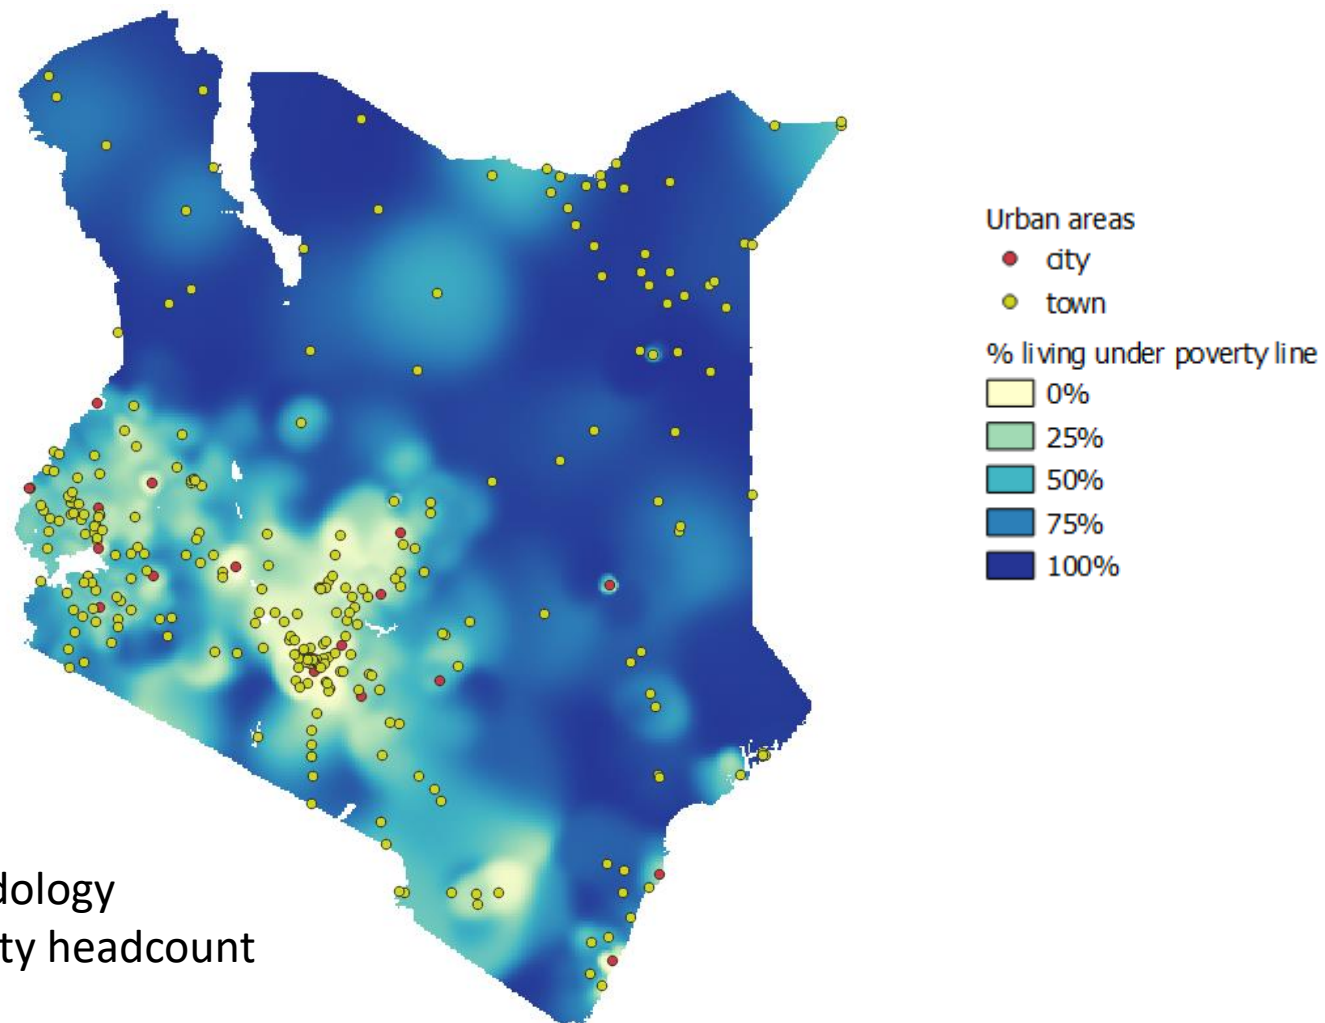 Urban areas
city
town
% living under poverty line
0%
25%
50%
75%
100%
dology
ty headcount